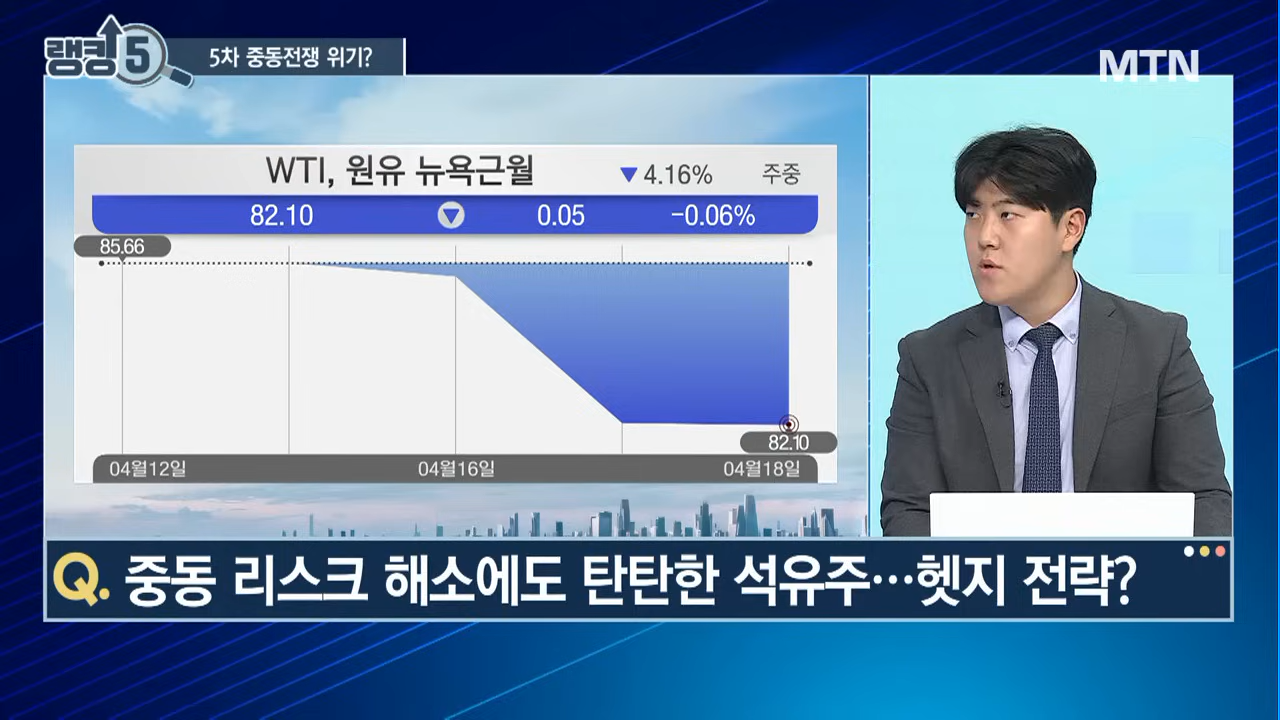 랭킹5
5차 중동전쟁 위기?
MTN
WTI, 원유 뉴욕근월 ▼4.16% 주중
82.10 ▽ 0.05 -0.06%
85.66
82.10
04월12일 04월16일 04월18일
Q. 중동 리스크 해소에도 탄탄한 석유주…헷지 전략?